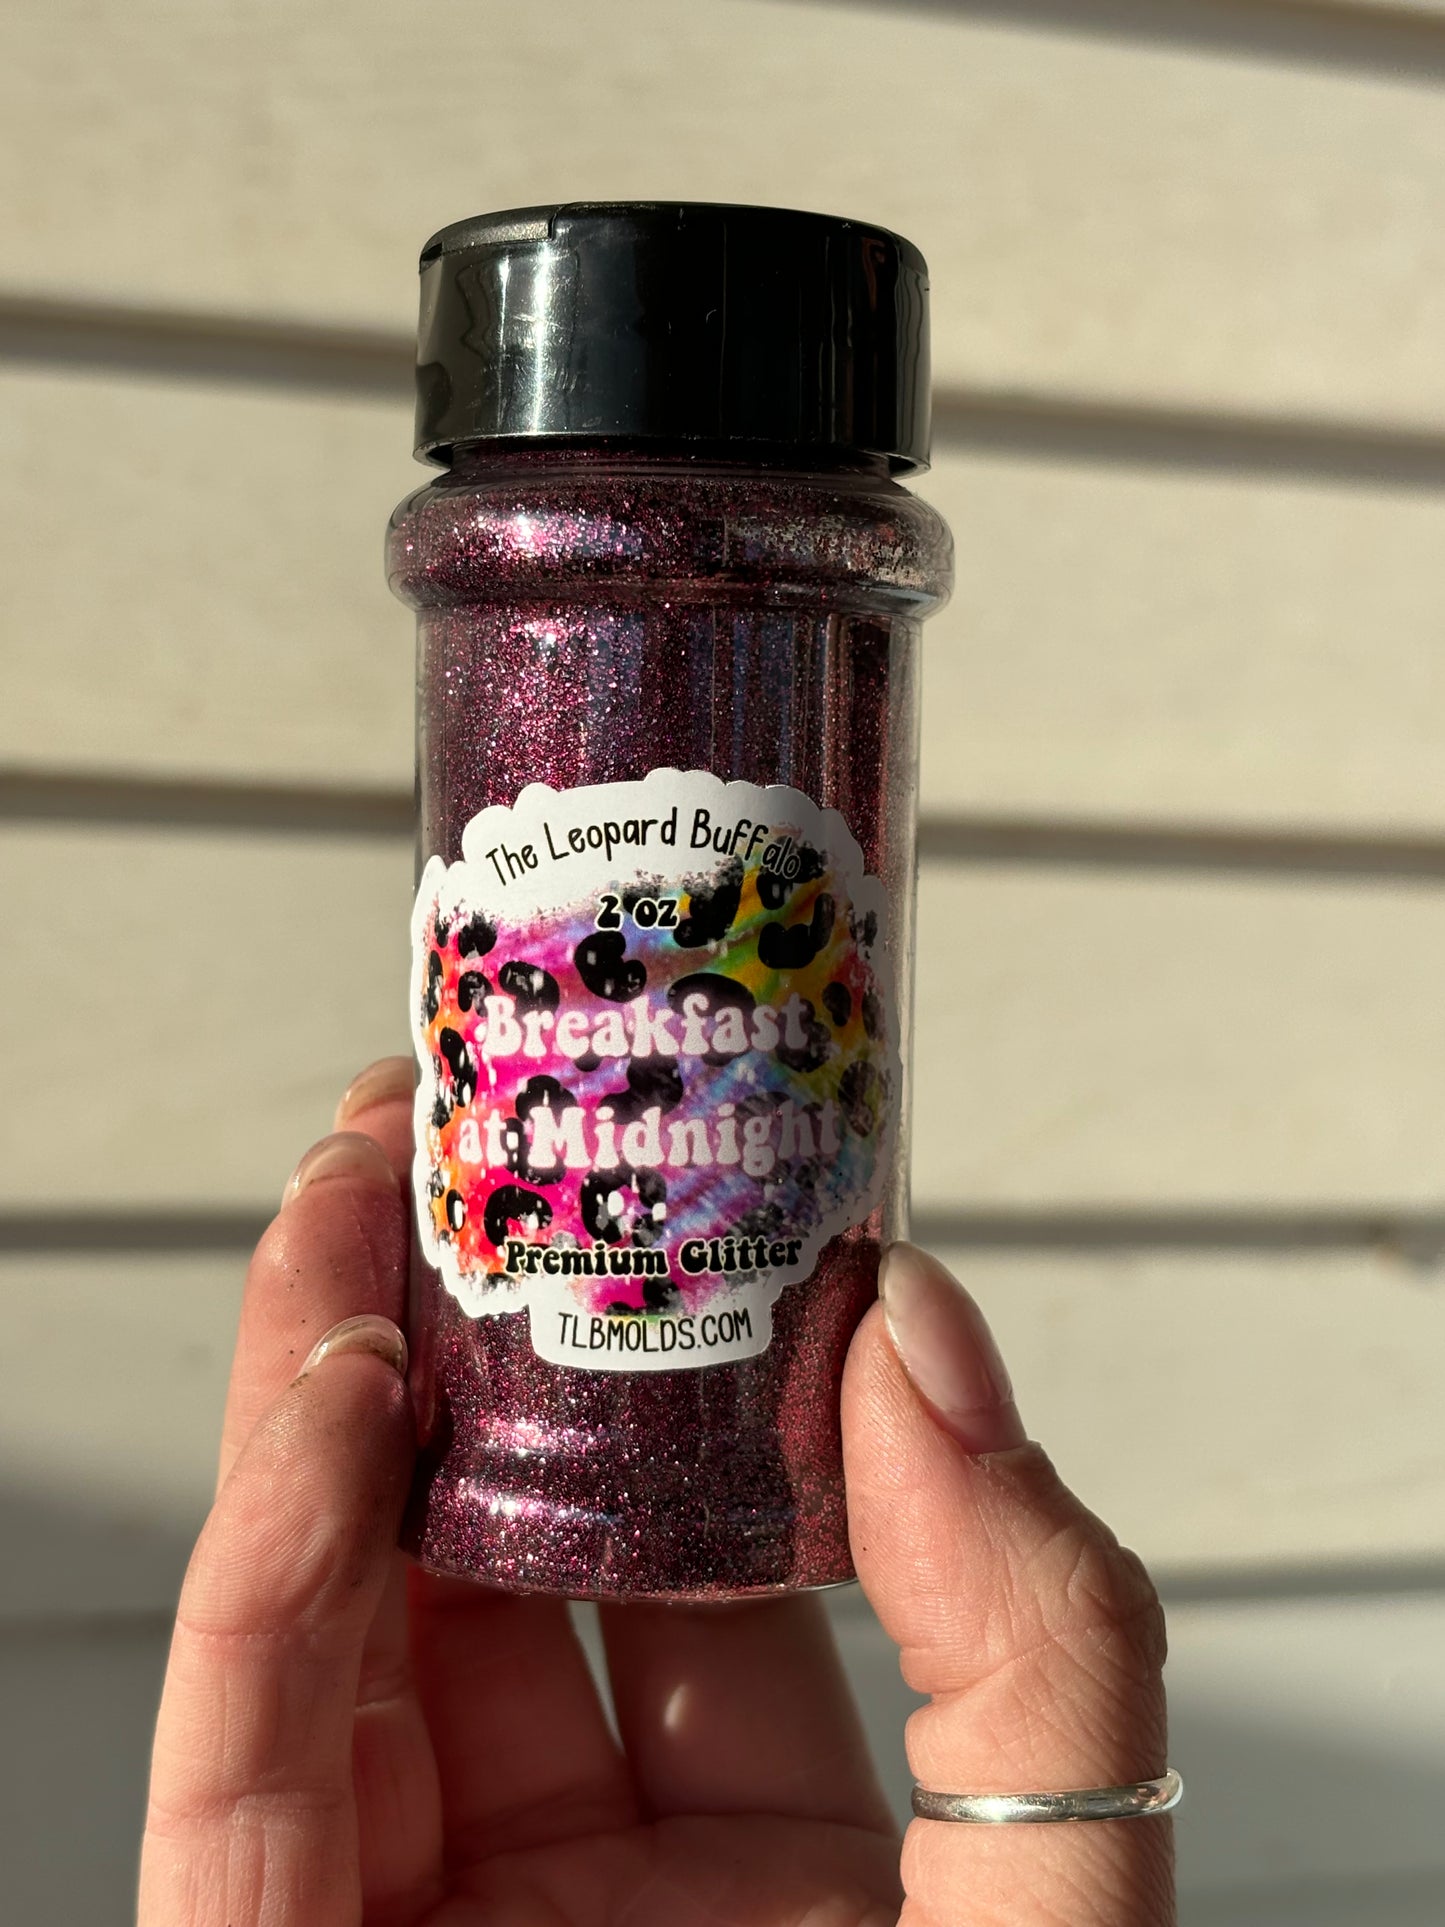 The Leopard Buffalo
2 oz
Breakfast
at Midnight
Premium Glitter
TLBMOLDS.COM